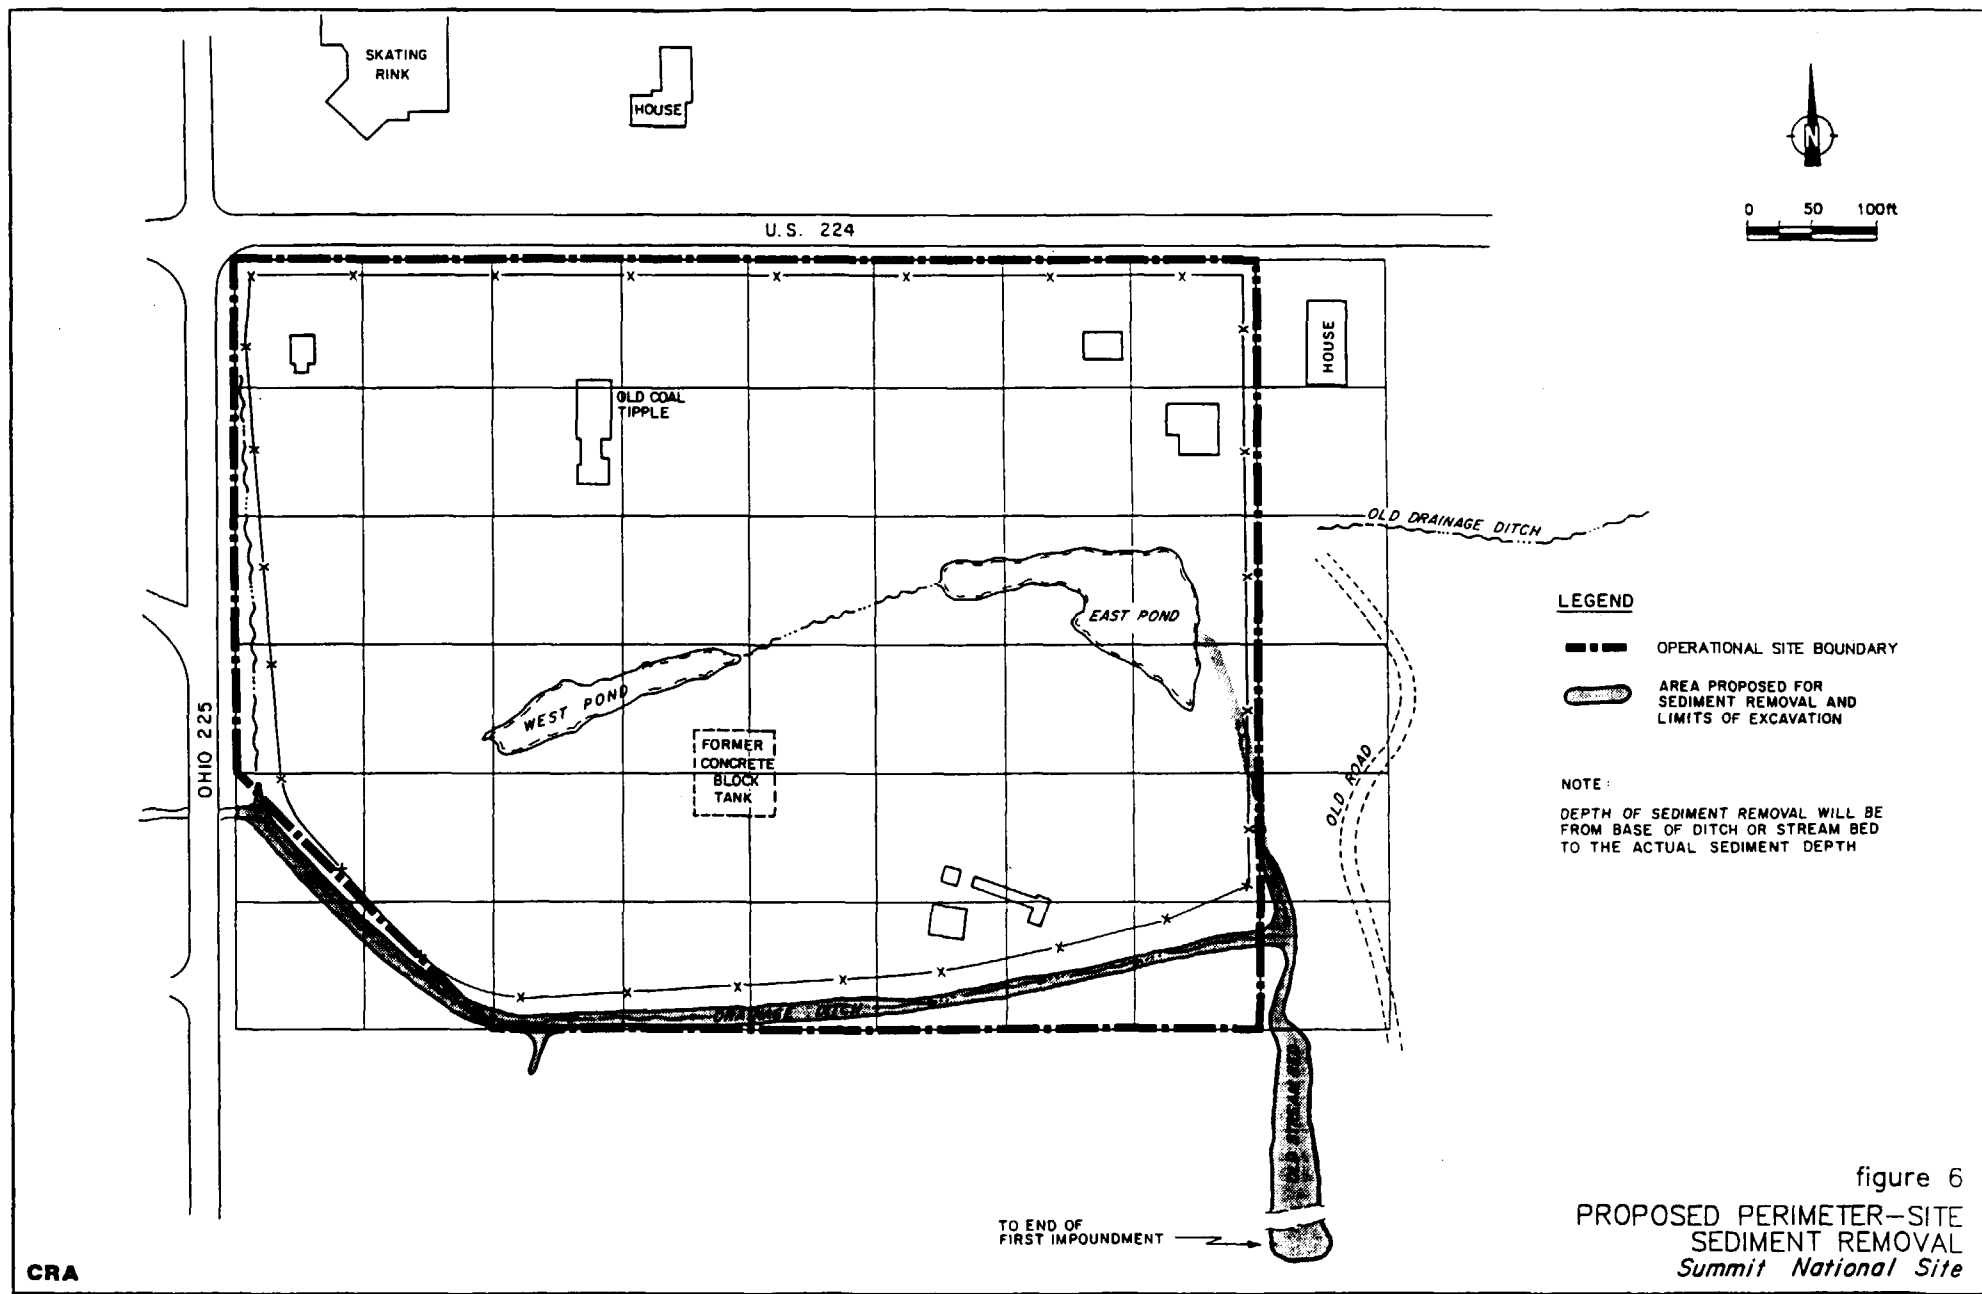 SKATING
RINK
HOUSE
N
0 50 100ft
U.S. 224
HOUSE
OLD COAL
TIPPLE
OLD DRAINAGE DITCH
EAST POND
WEST POND
FORMER
CONCRETE
BLOCK
TANK
OHIO 225
OLD ROAD
LEGEND
OPERATIONAL SITE BOUNDARY
AREA PROPOSED FOR
SEDIMENT REMOVAL AND
LIMITS OF EXCAVATION
NOTE:
DEPTH OF SEDIMENT REMOVAL WILL BE
FROM BASE OF DITCH OR STREAM BED
TO THE ACTUAL SEDIMENT DEPTH
DRAINAGE DITCH
OLD STREAM BED
TO END OF
FIRST IMPOUNDMENT
figure 6
PROPOSED PERIMETER-SITE
SEDIMENT REMOVAL
Summit National Site
CRA